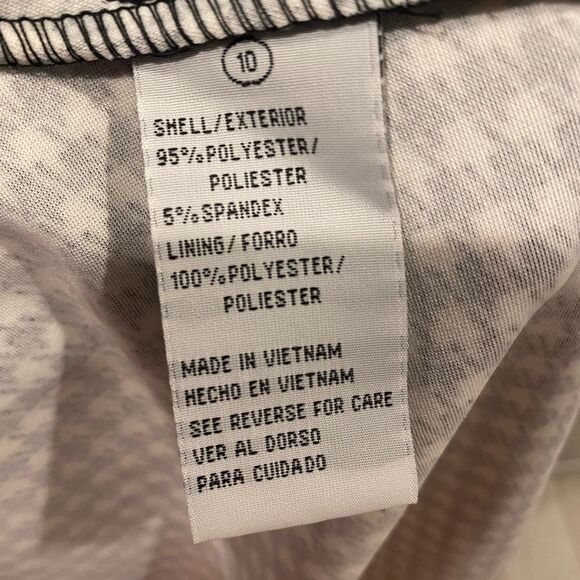 10
SHELL/EXTERIOR
95%POLYESTER/
POLIESTER
5%SPANDEX
LINING/FORRO
100%POLYESTER/
POLIESTER
MADE IN VIETNAM
HECHO EN VIETNAM
SEE REVERSE FOR CARE
VER AL DORSO
PARA CUIDADO